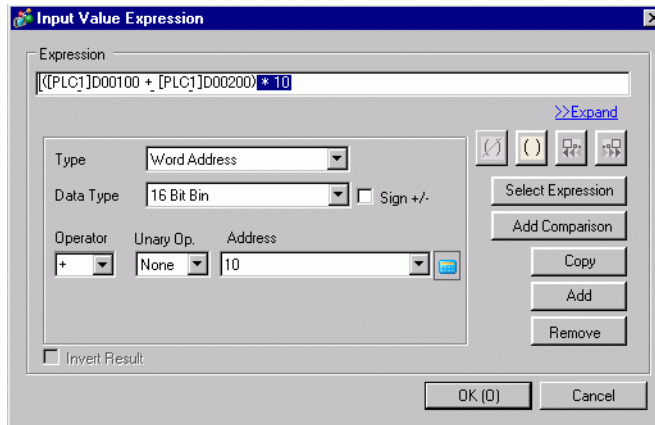 Input Value Expression
Expression
([PLC1]D00100 + [PLC1]D00200) * 10
>>Expand
Type
Word Address
Data Type
16 Bit Bin
Sign +/-
Operator
Unary Op.
Address
+
None
10
( )
Select Expression
Add Comparison
Copy
Add
Remove
Invert Result
OK (O)
Cancel